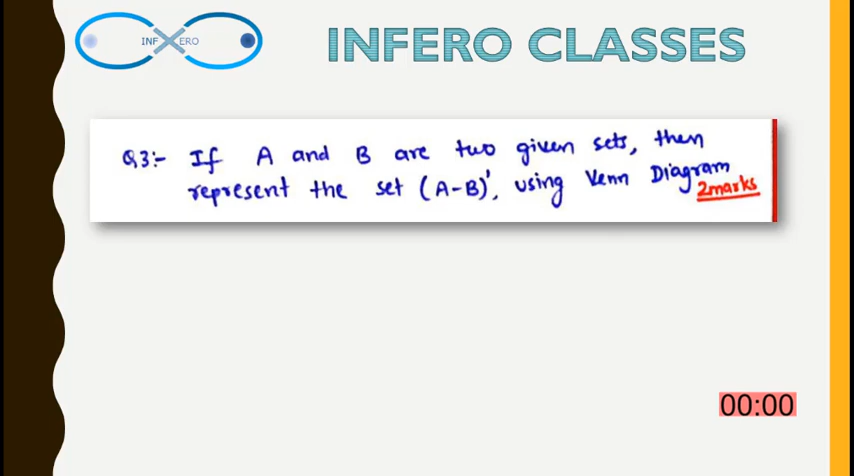 INF ERO
INFERO CLASSES
Q3:- If A and B are two given sets, then
represent the set (A-B)', using Venn Diagram
2marks
00:00